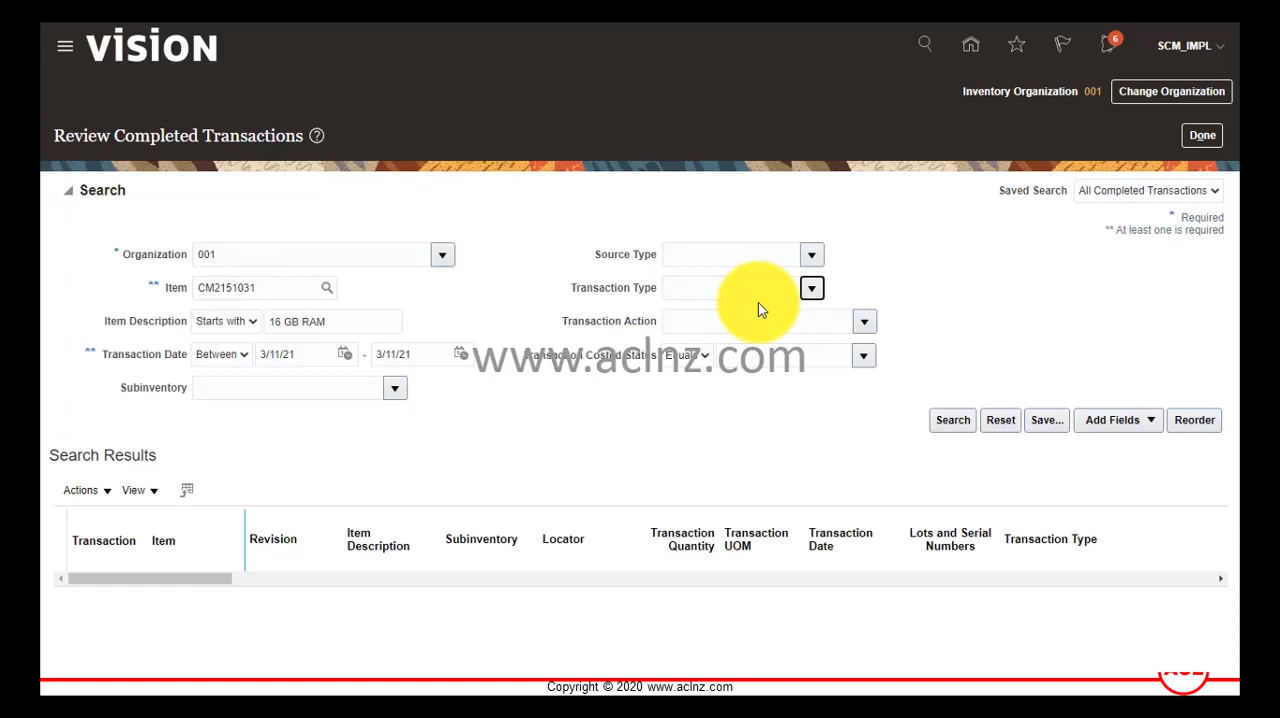 VISION
6
SCM_IMPL
Inventory Organization 001 Change Organization
Review Completed Transactions ?
Done
Search
Saved Search All Completed Transactions
* Required
** At least one is required
* Organization 001
Source Type
** Item CM2151031
Transaction Type
Item Description Starts with 16 GB RAM
Transaction Action
** Transaction Date Between 3/11/21 - 3/11/21
Transaction Costed Status Equals
www.aclnz.com
Subinventory
Search Reset Save... Add Fields Reorder
Search Results
Actions View
Transaction Item Revision Item Description Subinventory Locator Transaction Quantity Transaction UOM Transaction Date Lots and Serial Numbers Transaction Type
ACL
Copyright © 2020 www.aclnz.com